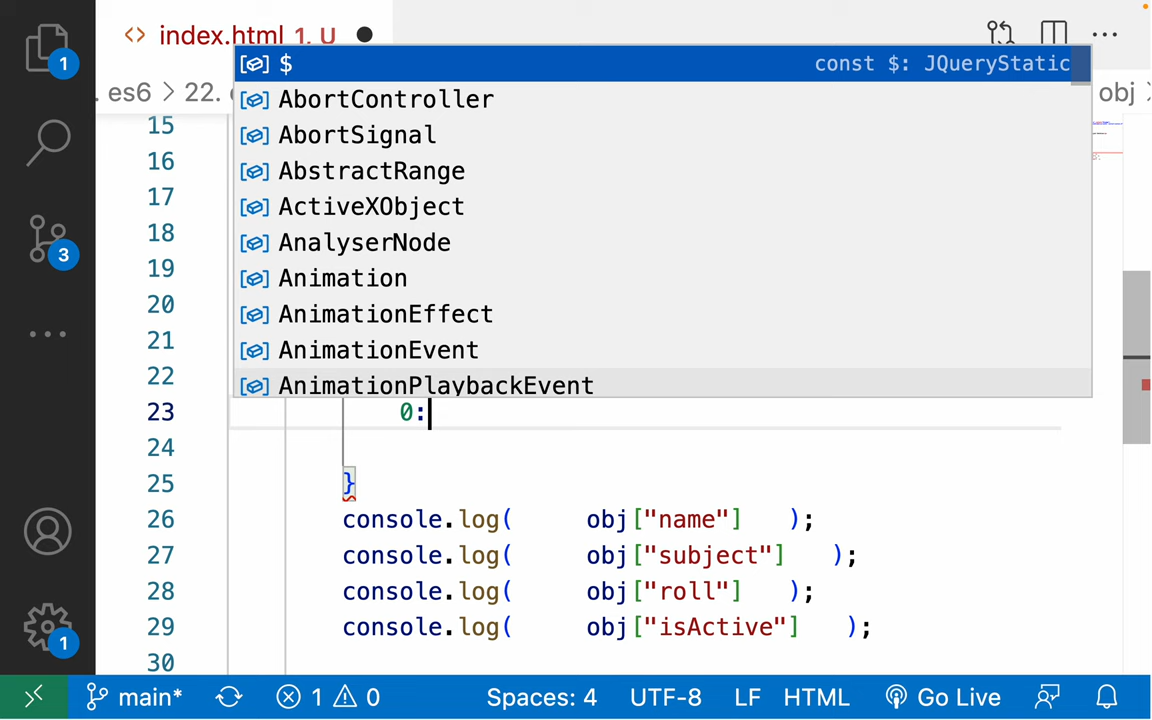 index.html 1, U
es6 > 22.
obj
$ const $: JQueryStatic
AbortController
AbortSignal
AbstractRange
ActiveXObject
AnalyserNode
Animation
AnimationEffect
AnimationEvent
AnimationPlaybackEvent
15
16
17
18
19
20
21
22
23 0:
24
25 }
26 console.log( obj["name"] );
27 console.log( obj["subject"] );
28 console.log( obj["roll"] );
29 console.log( obj["isActive"] );
30
1
3
1
main* 1 0 Spaces: 4 UTF-8 LF HTML Go Live